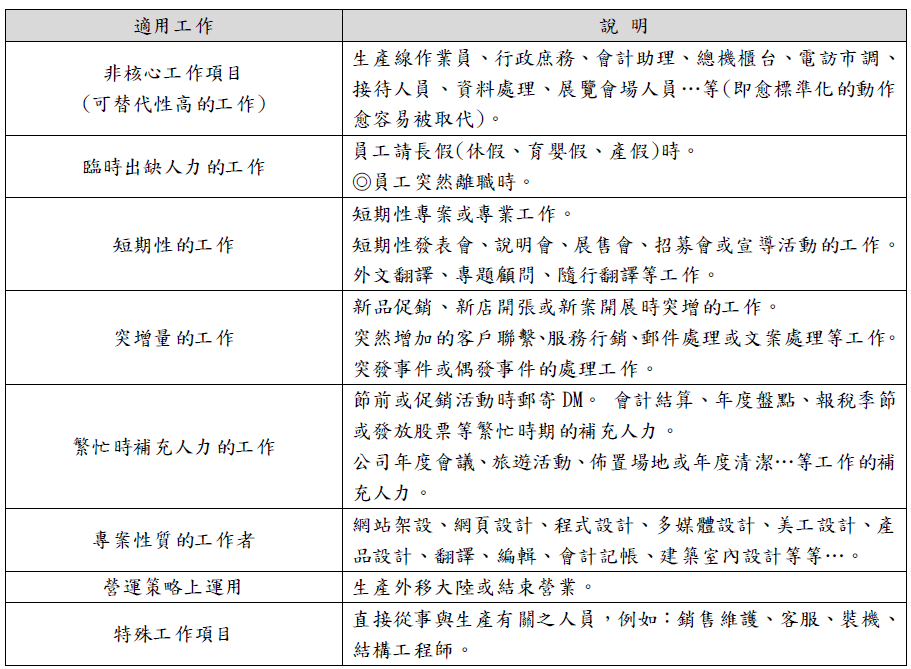 適用工作
說 明
非核心工作項目
(可替代性高的工作)
生產線作業員、行政庶務、會計助理、總機櫃台、電訪市調、
接待人員、資料處理、展覽會場人員…等(即愈標準化的動作
愈容易被取代)。
臨時出缺人力的工作
員工請長假(休假、育嬰假、產假)時。
◎員工突然離職時。
短期性的工作
短期性專案或專業工作。
短期性發表會、說明會、展售會、招募會或宣導活動的工作。
外文翻譯、專題顧問、隨行翻譯等工作。
突增量的工作
新品促銷、新店開張或新案開展時突增的工作。
突然增加的客戶聯繫、服務行銷、郵件處理或文案處理等工作。
突發事件或偶發事件的處理工作。
繁忙時補充人力的工作
節前或促銷活動時郵寄 DM。 會計結算、年度盤點、報稅季節
或發放股票等繁忙時期的補充人力。
公司年度會議、旅遊活動、佈置場地或年度清潔…等工作的補
充人力。
專案性質的工作者
網站架設、網頁設計、程式設計、多媒體設計、美工設計、產
品設計、翻譯、編輯、會計記帳、建築室內設計等等…。
營運策略上運用
生產外移大陸或結束營業。
特殊工作項目
直接從事與生產有關之人員，例如：銷售維護、客服、裝機、
結構工程師。